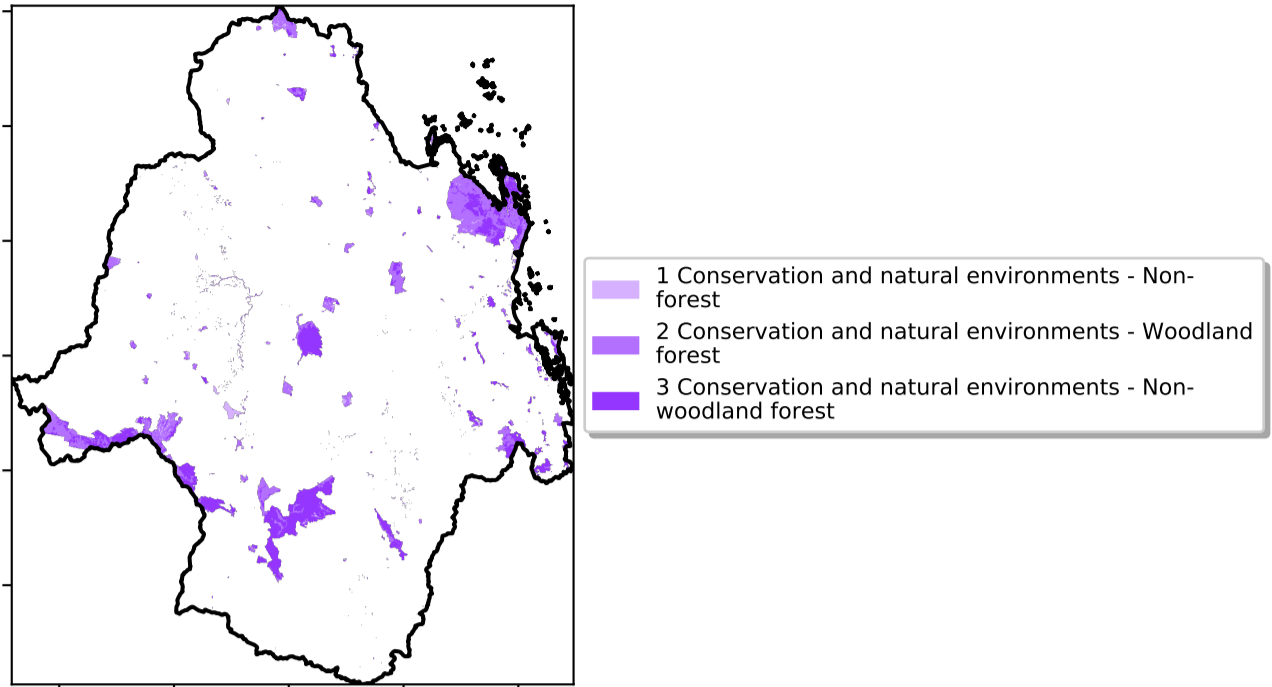 1 Conservation and natural environments - Non-
forest
2 Conservation and natural environments - Woodland
forest
3 Conservation and natural environments - Non-
woodland forest